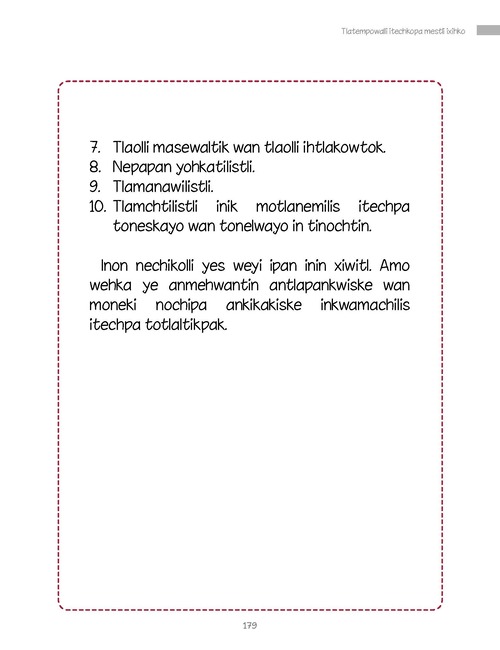 Tlatempowalli itechkopa mestli ixihko
7. Tlaolli masewaltik wan tlaolli ihtlakowtok.
8. Nepapan yohkatilistli.
9. Tlamanawilistli.
10. Tlamchtilistli inik motlanemilis itechpa
toneskayo wan tonelwayo in tinochtin.
Inon nechikolli yes weyi ipan inin xiwitl. Amo
wehka ye anmehwantin antlapankwiske wan
moneki nochipa ankikakiske inkwamachilis
itechpa totlaltikpak.
179